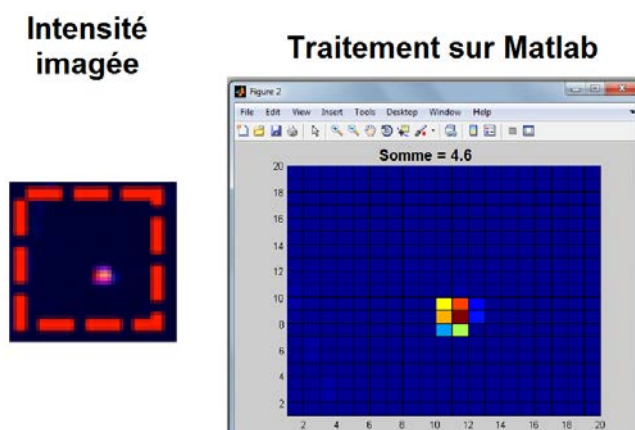 Intensité
imagée
Traitement sur Matlab
Figure 2
File Edit View Insert Tools Desktop Window Help
Somme = 4.6
20
18
16
14
12
10
8
6
4
2
2 4 6 8 10 12 14 16 18 20